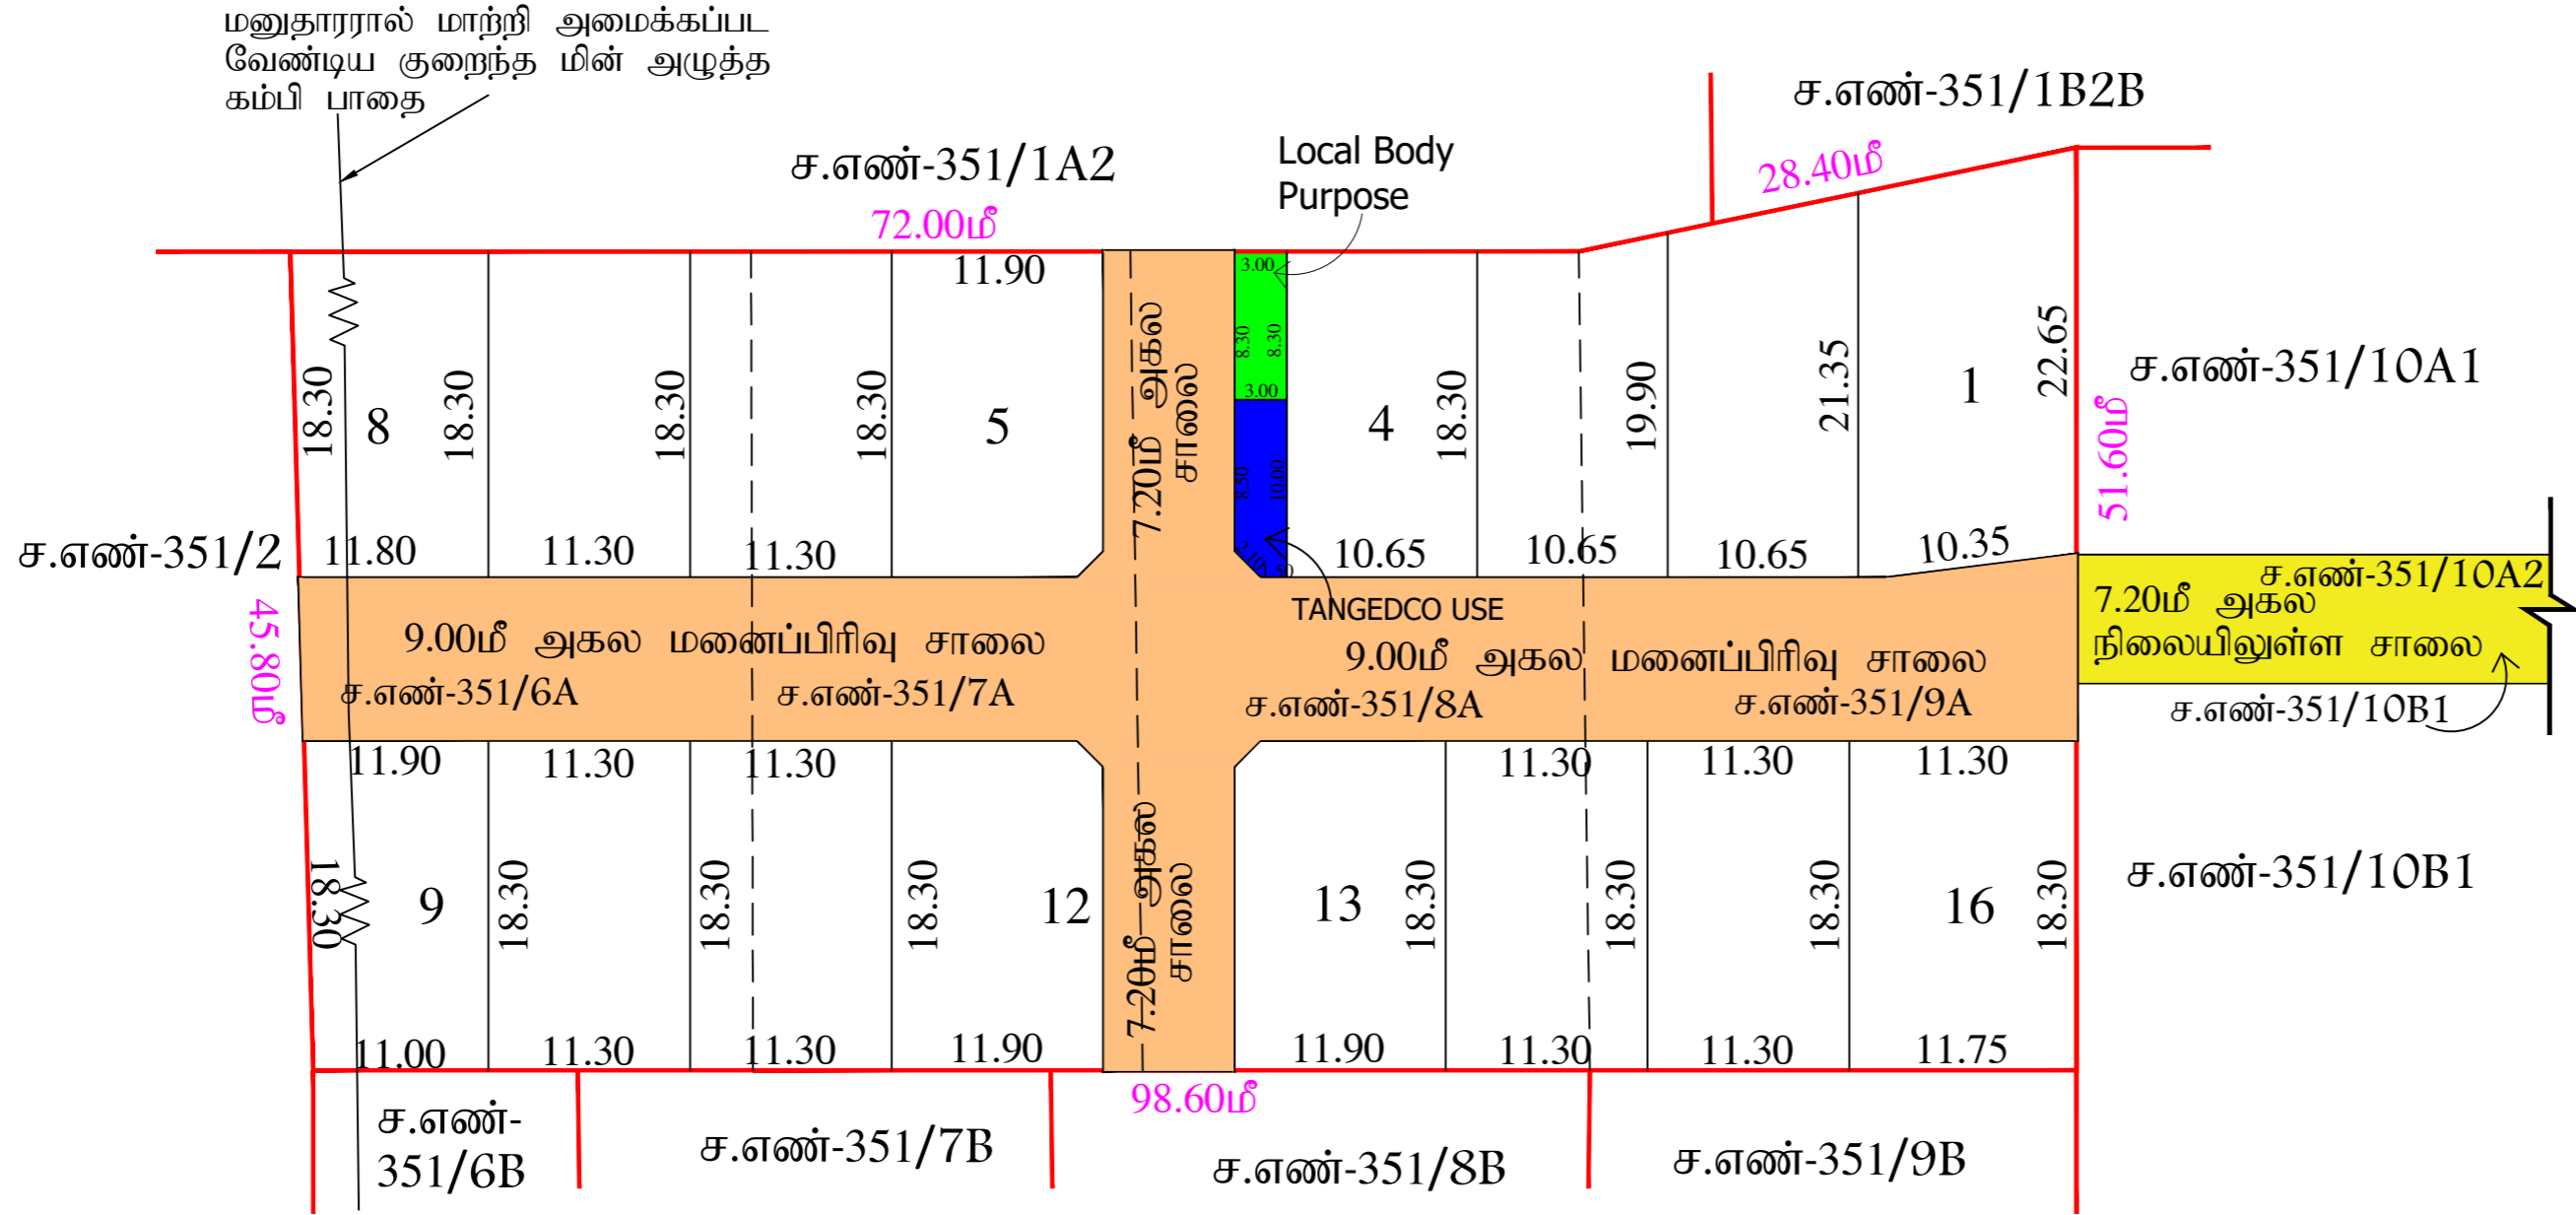 மனுதாரரால் மாற்றி அமைக்கப்பட
வேண்டிய குறைந்த மின் அழுத்த
கம்பி பாதை
ச.எண்-351/1B2B
ச.எண்-351/1A2
Local Body
Purpose
28.40மீ
72.00மீ
11.90
3.00
8.30
8.30
3.00
7.20மீ அகல
சாலை
18.30
8
18.30
18.30
18.30
5
4
18.30
19.90
21.35
1
22.65
ச.எண்-351/10A1
51.60மீ
8.50
10.00
2.10
1.50
ச.எண்-351/2
11.80
11.30
11.30
10.65
10.65
10.65
10.35
ச.எண்-351/10A2
7.20மீ அகல
நிலையிலுள்ள சாலை
ச.எண்-351/10B1
TANGEDCO USE
45.80மீ
9.00மீ அகல மனைப்பிரிவு சாலை
9.00மீ அகல மனைப்பிரிவு சாலை
ச.எண்-351/6A
ச.எண்-351/7A
ச.எண்-351/8A
ச.எண்-351/9A
11.90
11.30
11.30
11.30
11.30
11.30
18.30
9
18.30
18.30
18.30
12
7.20மீ அகல
சாலை
13
18.30
18.30
18.30
16
18.30
ச.எண்-351/10B1
11.00
11.30
11.30
11.90
11.90
11.30
11.30
11.75
98.60மீ
ச.எண்-
351/6B
ச.எண்-351/7B
ச.எண்-351/8B
ச.எண்-351/9B